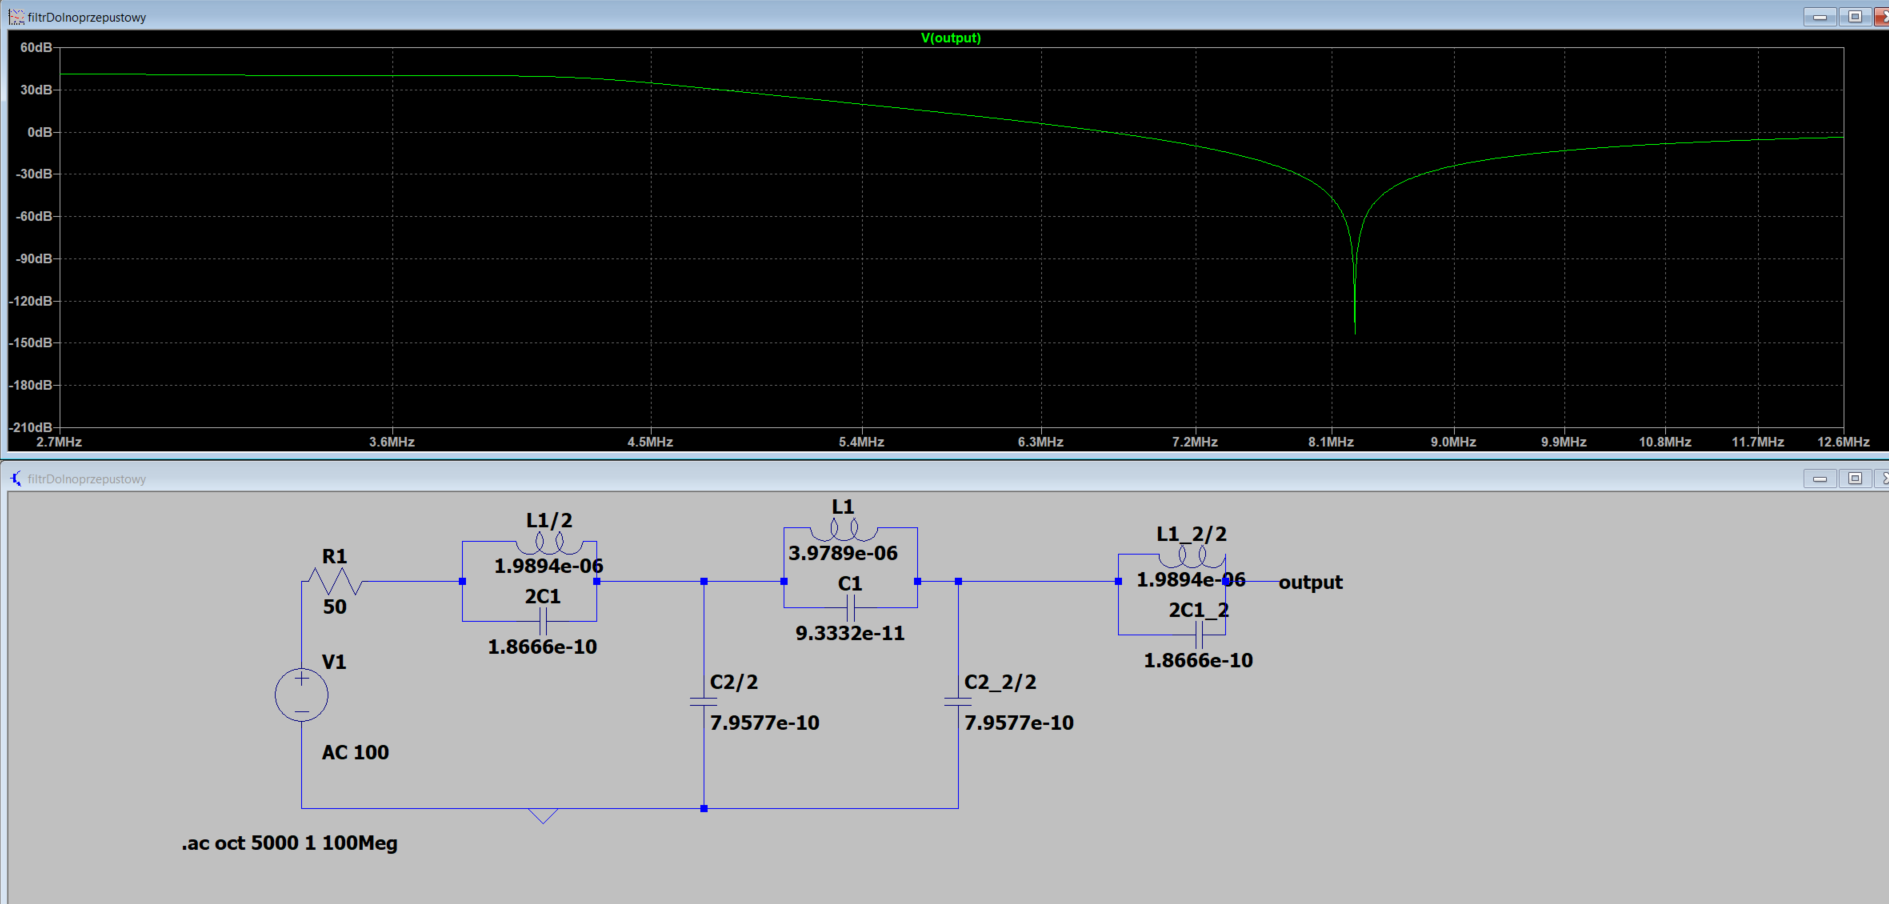 filtrDolnoprzepustowy
V(output)
60dB
30dB
0dB
-30dB
-60dB
-90dB
-120dB
-150dB
-180dB
-210dB
2.7MHz 3.6MHz 4.5MHz 5.4MHz 6.3MHz 7.2MHz 8.1MHz 9.0MHz 9.9MHz 10.8MHz 11.7MHz 12.6MHz
filtrDolnoprzepustowy
R1
50
V1
AC 100
L1/2
1.9894e-06
2C1
1.8666e-10
C2/2
7.9577e-10
L1
3.9789e-06
C1
9.3332e-11
C2_2/2
7.9577e-10
L1_2/2
1.9894e-06
2C1_2
1.8666e-10
output
.ac oct 5000 1 100Meg